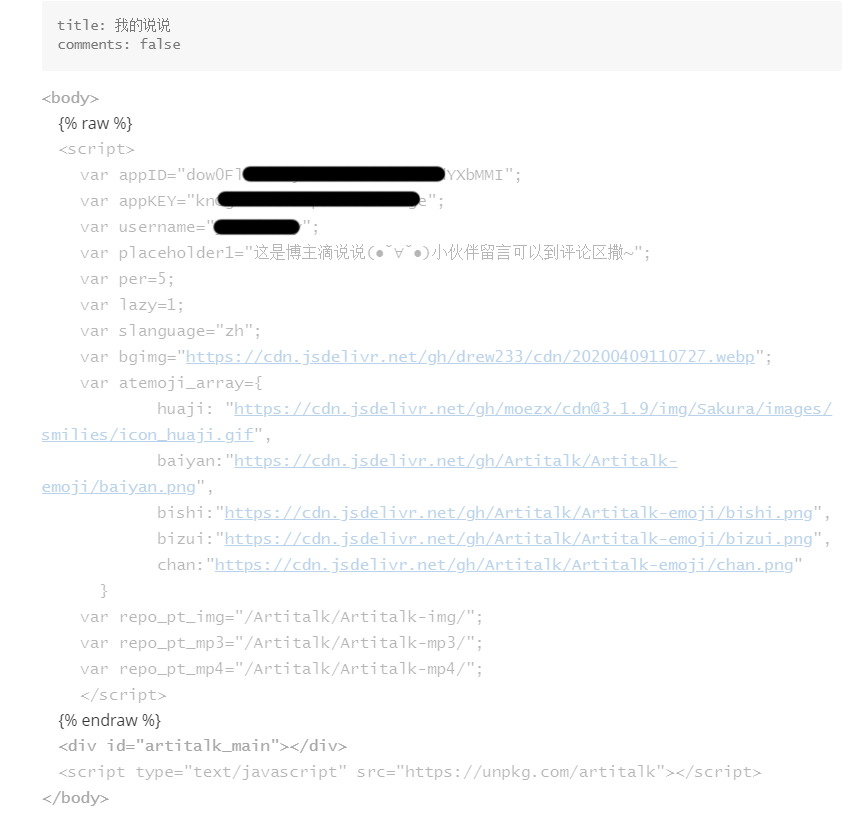 title: 我的说说
comments: false
<body>
{% raw %}
<script>
var appID="dow0F YXbMMI";
var appKEY="kn e";
var username=" ";
var placeholder1="这是博主滴说说(●ˇ∀ˇ●)小伙伴留言可以到评论区撒~";
var per=5;
var lazy=1;
var slanguage="zh";
var bgimg="https://cdn.jsdelivr.net/gh/drew233/cdn/20200409110727.webp";
var atemoji_array={
huaji: "https://cdn.jsdelivr.net/gh/moezx/cdn@3.1.9/img/Sakura/images/
smilies/icon_huaji.gif",
baiyan:"https://cdn.jsdelivr.net/gh/Artitalk/Artitalk-
emoji/baiyan.png",
bishi:"https://cdn.jsdelivr.net/gh/Artitalk/Artitalk-emoji/bishi.png",
bizui:"https://cdn.jsdelivr.net/gh/Artitalk/Artitalk-emoji/bizui.png",
chan:"https://cdn.jsdelivr.net/gh/Artitalk/Artitalk-emoji/chan.png"
}
var repo_pt_img="/Artitalk/Artitalk-img/";
var repo_pt_mp3="/Artitalk/Artitalk-mp3/";
var repo_pt_mp4="/Artitalk/Artitalk-mp4/";
</script>
{% endraw %}
<div id="artitalk_main"></div>
<script type="text/javascript" src="https://unpkg.com/artitalk"></script>
</body>